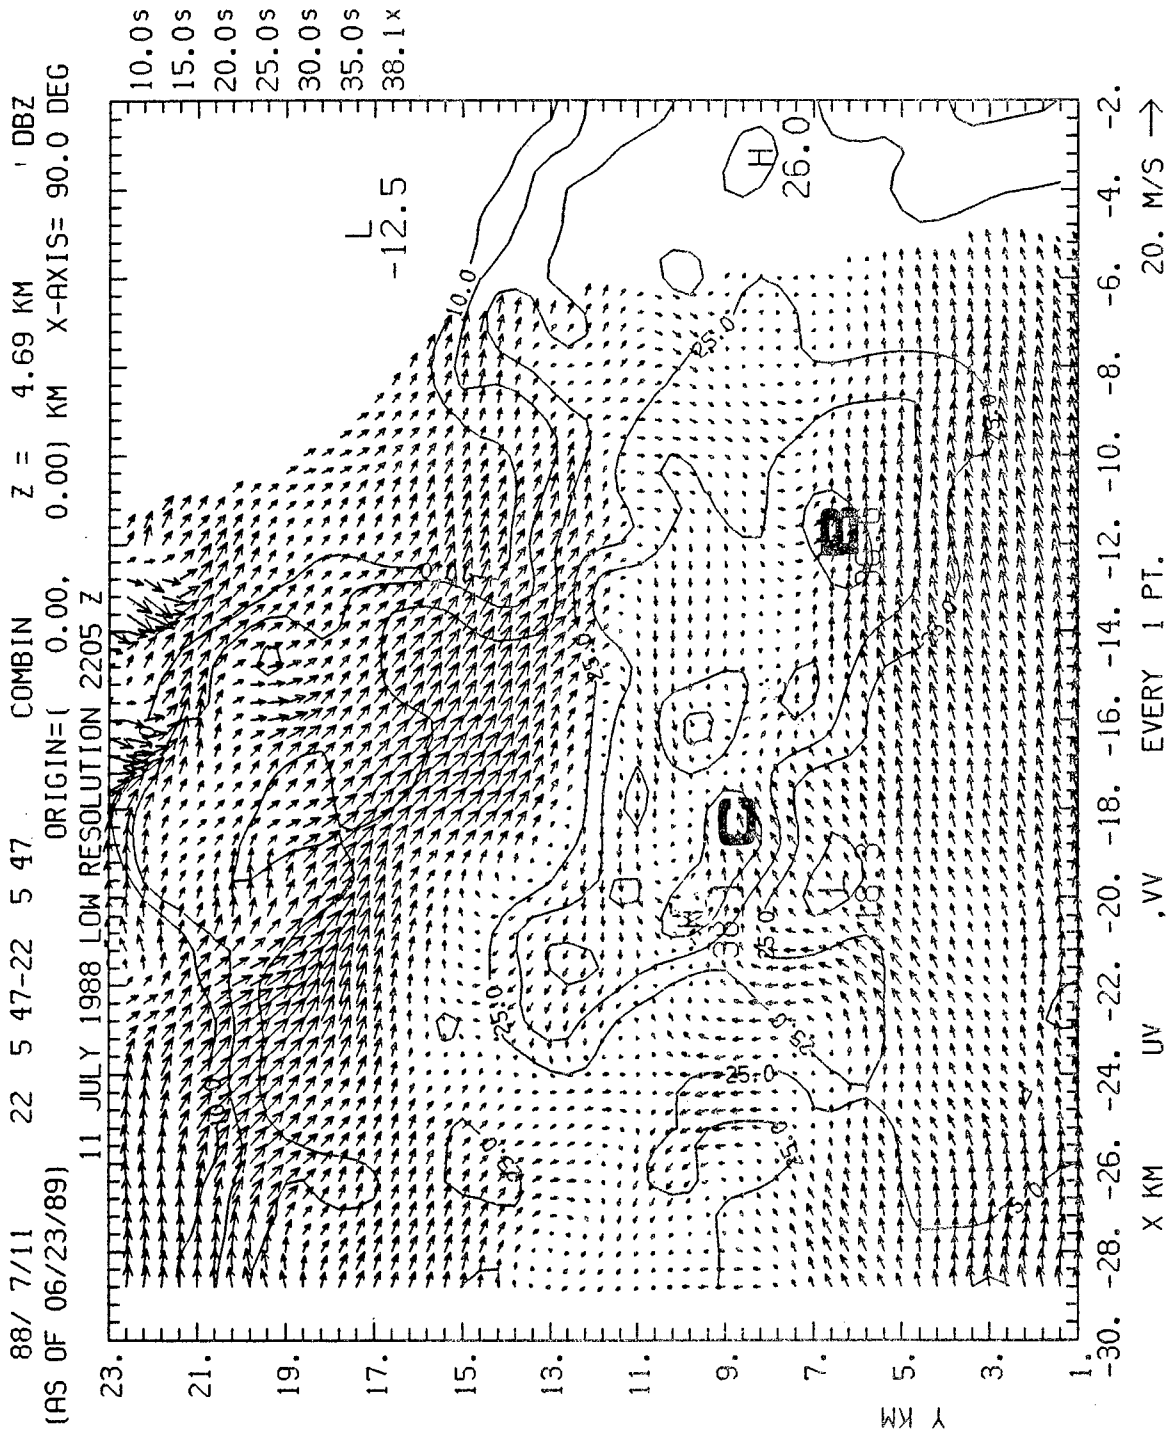 88/ 7/11 22 5 47-22 5 47 COMBIN Z = 4.69 KM ' DBZ
(AS OF 06/23/89) ORIGIN=( 0.00, 0.00) KM X-AXIS= 90.0 DEG
11 JULY 1988 LOW RESOLUTION 2205 Z
10.0s
15.0s
20.0s
25.0s
30.0s
35.0s
38.1x
23.
21.
19.
17.
15.
13.
11.
9.
7.
5.
3.
1.
Y KM
L
-12.5
10.0
H
26.0
25.0
25.0
25.0
25.0
25.0
L
18.3
H
C
E
-30. -28. -26. -24. -22. -20. -18. -16. -14. -12. -10. -8. -6. -4. -2.
X KM UV ,VV EVERY 1 PT. 20. M/S →